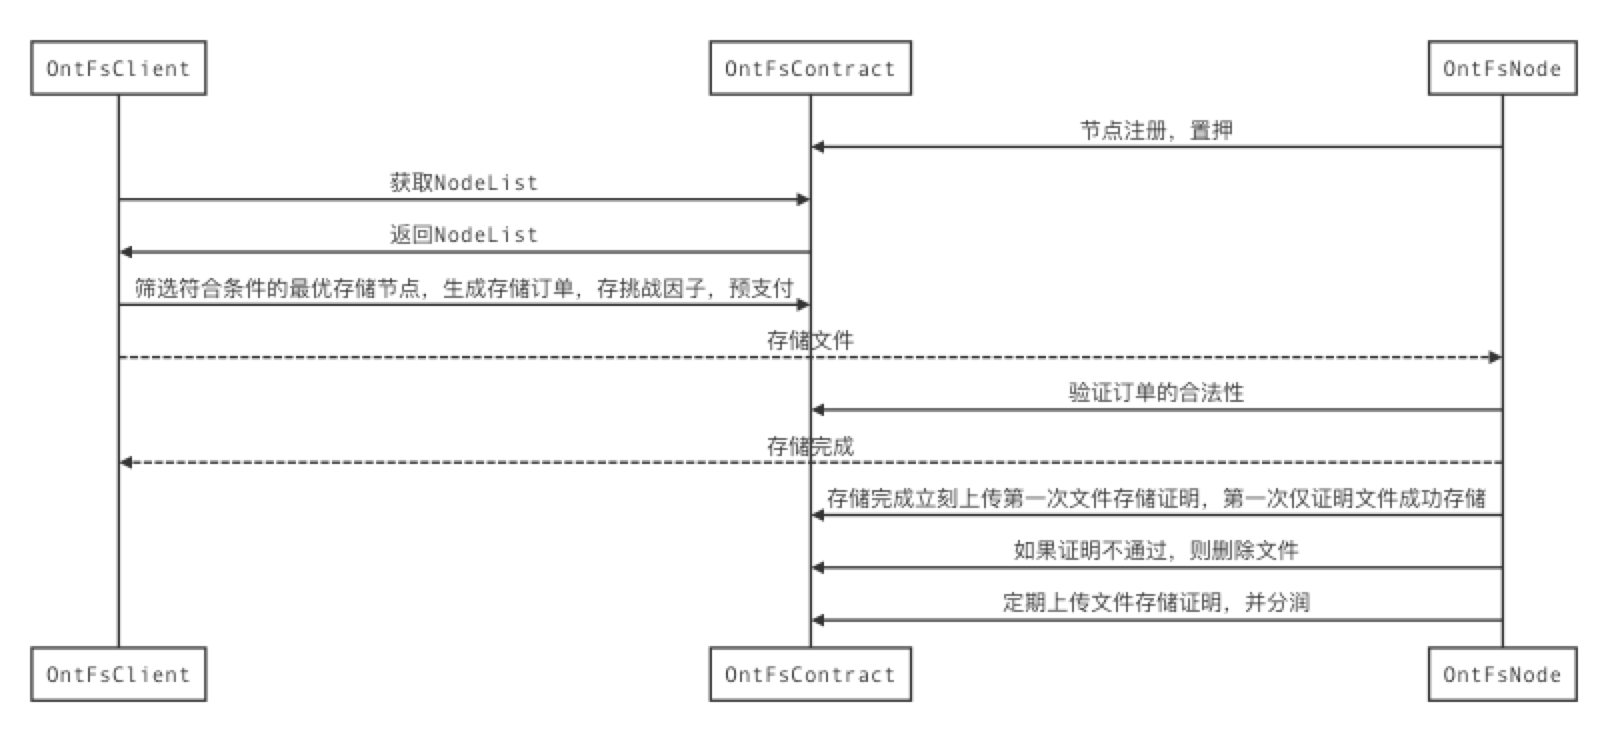 OntFsClient
OntFsContract
OntFsNode
节点注册，置押
获取NodeList
返回NodeList
筛选符合条件的最优存储节点，生成存储订单，存挑战因子，预支付
存储文件
验证订单的合法性
存储完成
存储完成立刻上传第一次文件存储证明，第一次仅证明文件成功存储
如果证明不通过，则删除文件
定期上传文件存储证明，并分润
OntFsClient
OntFsContract
OntFsNode